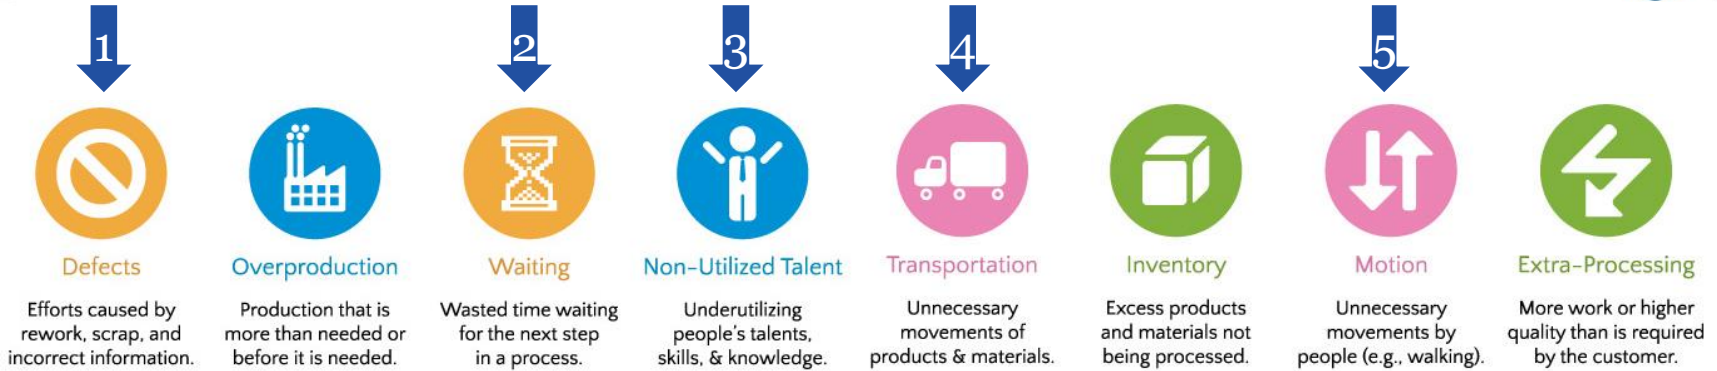 1
2
3
4
5
Defects
Efforts caused by
rework, scrap, and
incorrect information.
Overproduction
Production that is
more than needed or
before it is needed.
Waiting
Wasted time waiting
for the next step
in a process.
Non-Utilized Talent
Underutilizing
people's talents,
skills, & knowledge.
Transportation
Unnecessary
movements of
products & materials.
Inventory
Excess products
and materials not
being processed.
Motion
Unnecessary
movements by
people (e.g., walking).
Extra-Processing
More work or higher
quality than is required
by the customer.